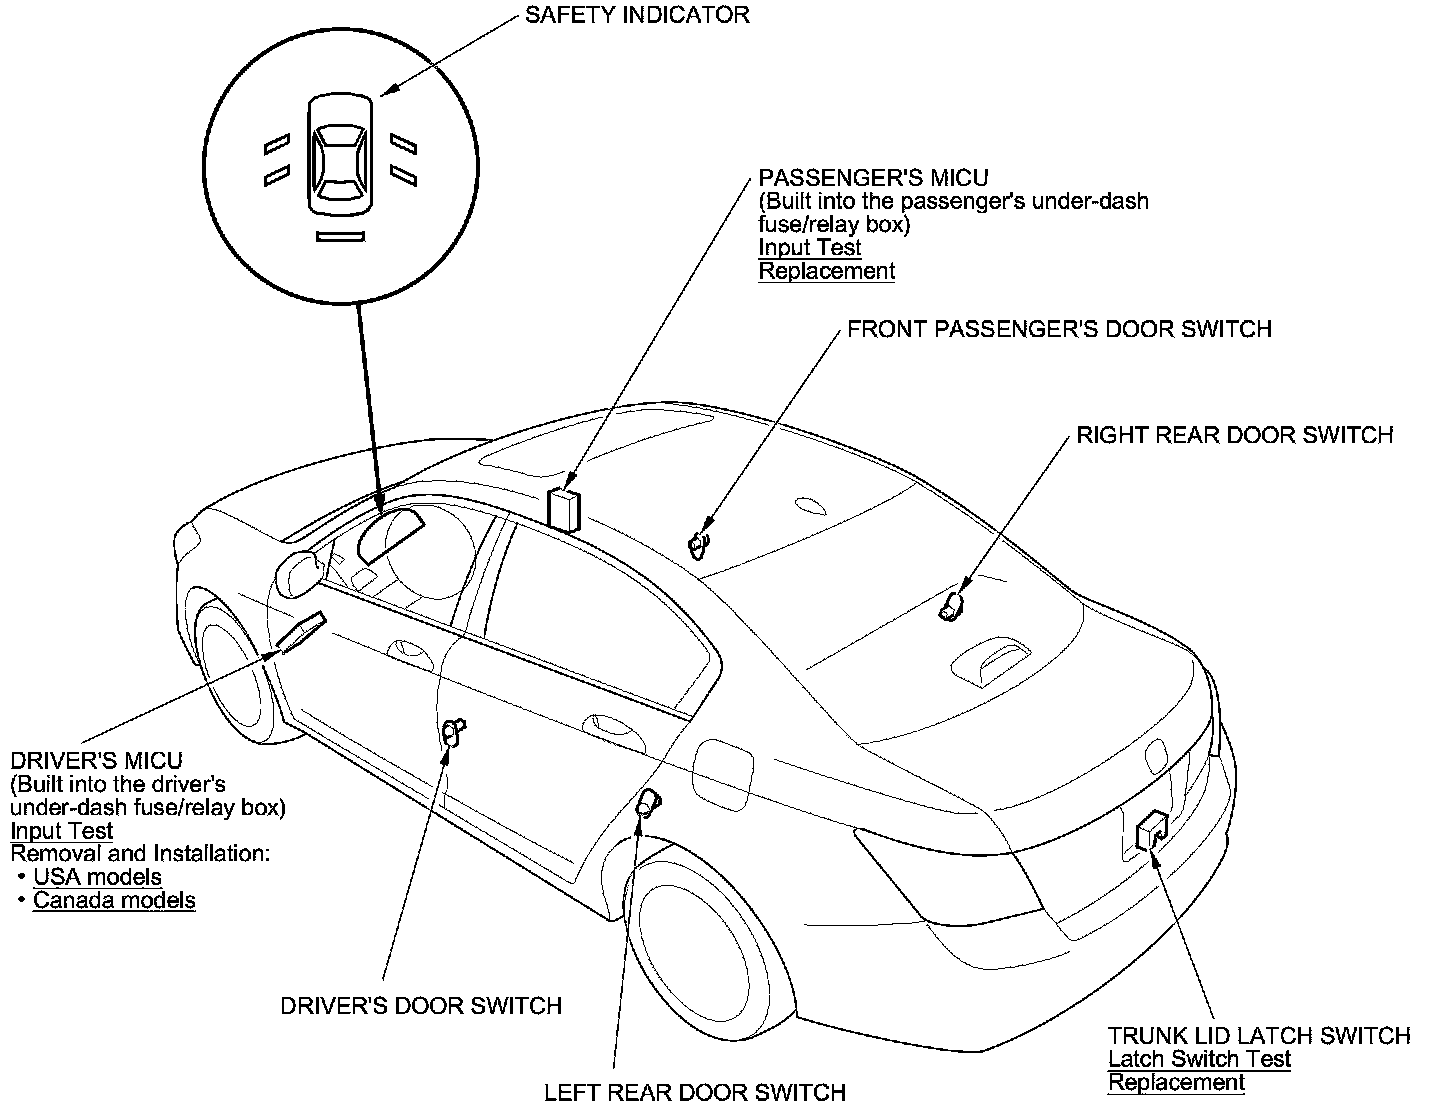 SAFETY INDICATOR
PASSENGER'S MICU
(Built into the passenger's under-dash
fuse/relay box)
Input Test
Replacement
FRONT PASSENGER'S DOOR SWITCH
RIGHT REAR DOOR SWITCH
DRIVER'S MICU
(Built into the driver's
under-dash fuse/relay box)
Input Test
Removal and Installation:
• USA models
• Canada models
DRIVER'S DOOR SWITCH
LEFT REAR DOOR SWITCH
TRUNK LID LATCH SWITCH
Latch Switch Test
Replacement